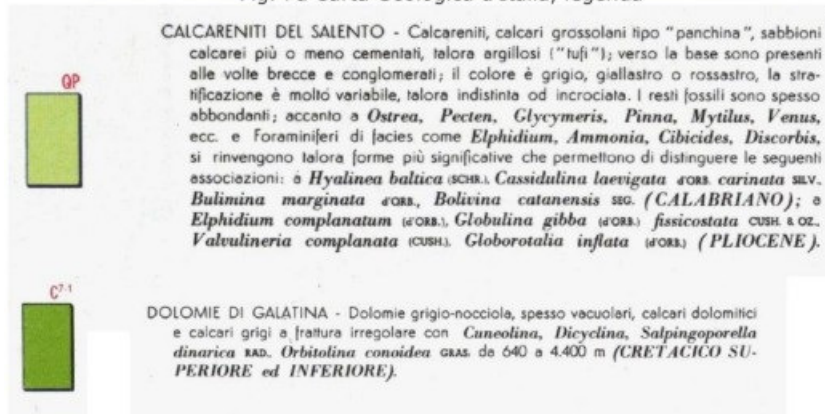 CALCARENITI DEL SALENTO - Calcareniti, calcari grossolani tipo "panchina", sabbioni
calcarei più o meno cementati, talora argillosi ("tufi"); verso la base sono presenti
QP
alle volte brecce e conglomerati; il colore è grigio, giallastro o rossastro, la stra-
tificazione è molto variabile, talora indistinta od incrociata. I resti fossili sono spesso
abbondanti; accanto a Ostrea, Pecten, Glycymeris, Pinna, Mytilus, Venus,
ecc. e Foraminiferi di facies come Elphidium, Ammonia, Cibicides, Discorbis,
si rinvengono talora forme più significative che permettono di distinguere le seguenti
associazioni: a Hyalinea baltica (SCHR.), Cassidulina laevigata d'ORB. carinata SILV.,
Bulimina marginata d'ORB., Bolivina catanensis SEG. (CALABRIANO); a
Elphidium complanatum (d'ORB.), Globulina gibba (d'ORB.) fissicostata CUSH. & OZ.,
Valvulineria complanata (CUSH.), Globorotalia inflata (d'ORB.) (PLIOCENE).
C7-1
DOLOMIE DI GALATINA - Dolomie grigio-nocciola, spesso vacuolari, calcari dolomitici
e calcari grigi a frattura irregolare con Cuneolina, Dicyclina, Salpingoporella
dinarica RAD., Orbitolina conoidea GRAS. da 640 a 4.400 m (CRETACICO SU-
PERIORE ed INFERIORE).